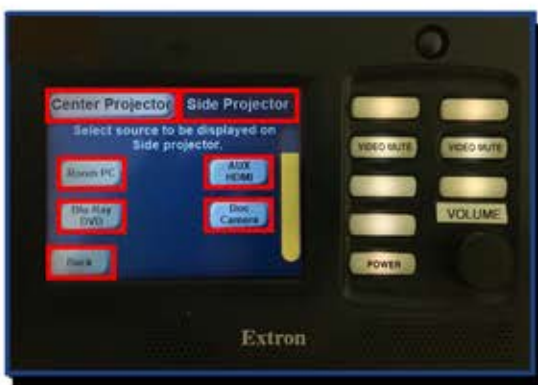 Center Projector
Side Projector
Select source to be displayed on
Side projector.
Room PC
AUX
HDMI
Blu-Ray
DVD
Doc
Camera
Back
VIDEO MUTE
VIDEO MUTE
VOLUME
POWER
Extron